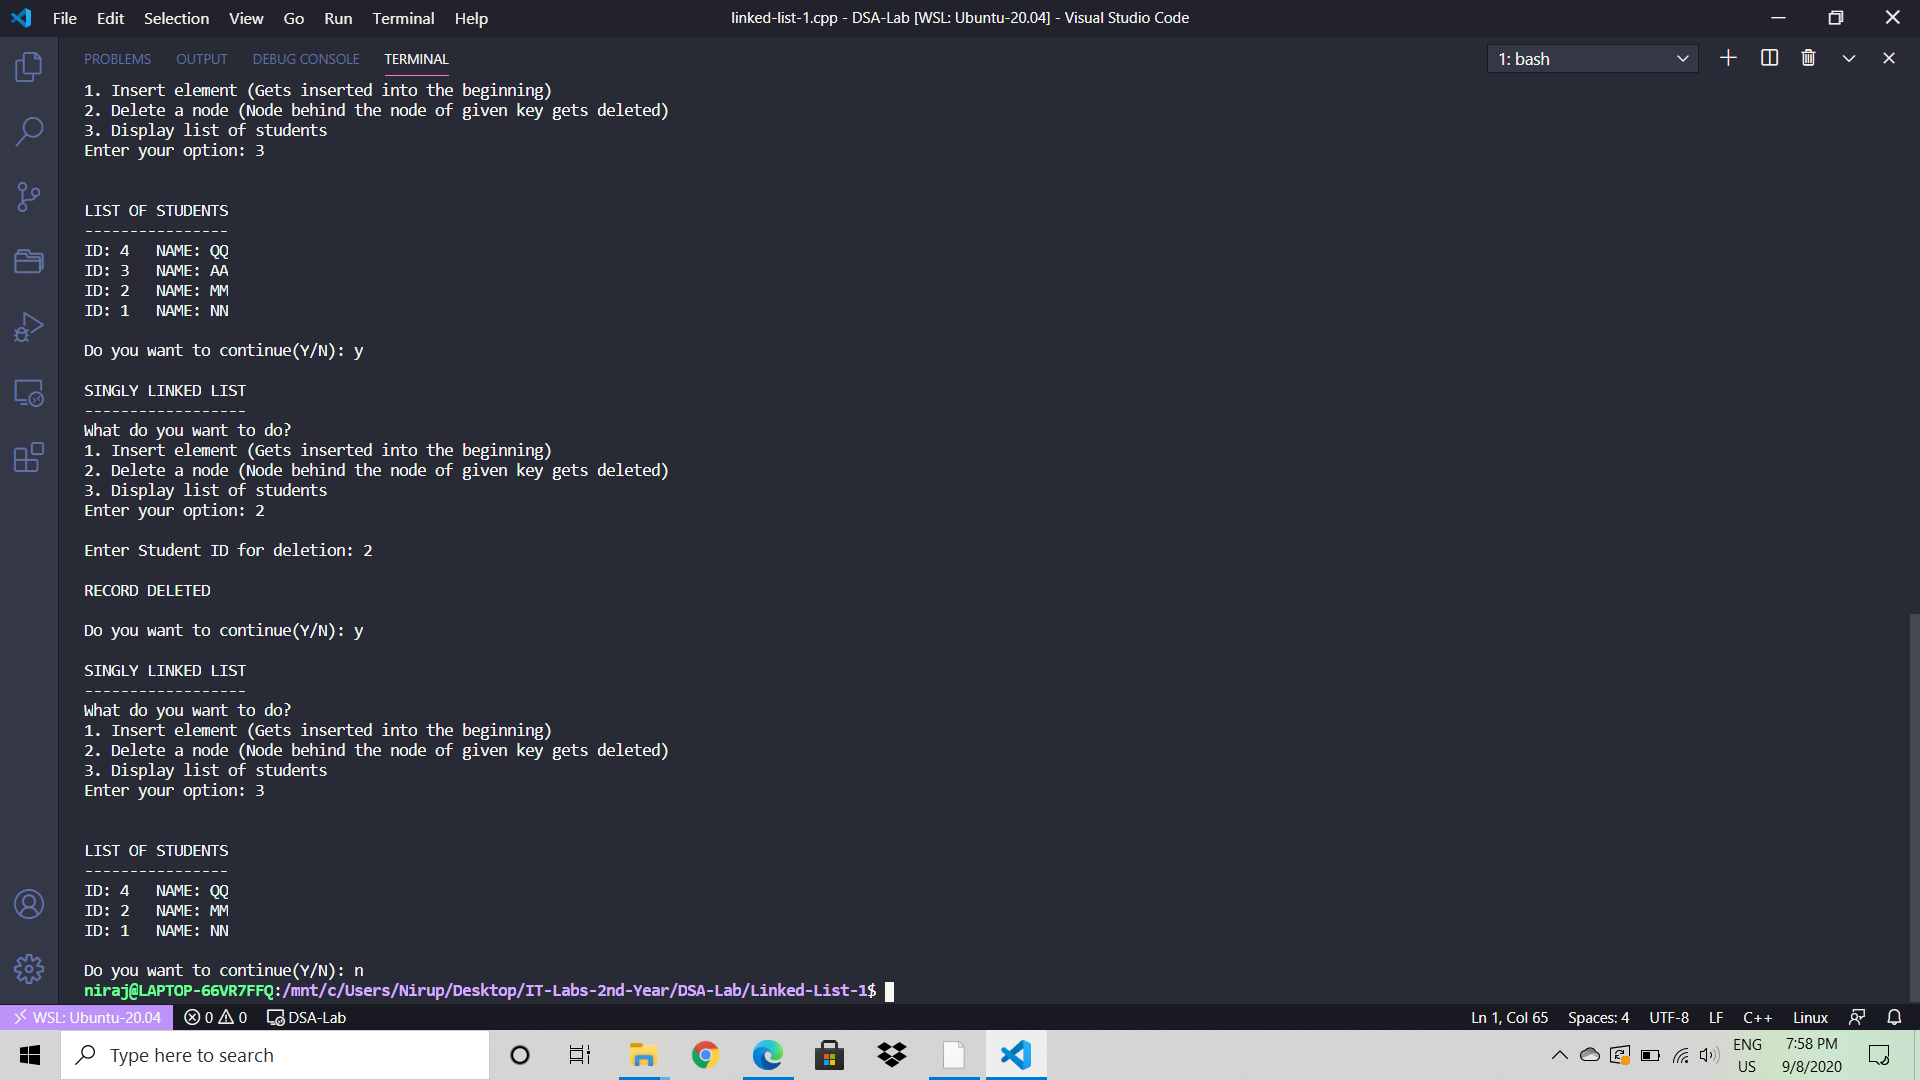 File Edit Selection View Go Run Terminal Help
linked-list-1.cpp - DSA-Lab [WSL: Ubuntu-20.04] - Visual Studio Code
PROBLEMS OUTPUT DEBUG CONSOLE TERMINAL
1: bash
1. Insert element (Gets inserted into the beginning)
2. Delete a node (Node behind the node of given key gets deleted)
3. Display list of students
Enter your option: 3
LIST OF STUDENTS
----------------
ID: 4   NAME: QQ
ID: 3   NAME: AA
ID: 2   NAME: MM
ID: 1   NAME: NN
Do you want to continue(Y/N): y
SINGLY LINKED LIST
------------------
What do you want to do?
1. Insert element (Gets inserted into the beginning)
2. Delete a node (Node behind the node of given key gets deleted)
3. Display list of students
Enter your option: 2
Enter Student ID for deletion: 2
RECORD DELETED
Do you want to continue(Y/N): y
SINGLY LINKED LIST
------------------
What do you want to do?
1. Insert element (Gets inserted into the beginning)
2. Delete a node (Node behind the node of given key gets deleted)
3. Display list of students
Enter your option: 3
LIST OF STUDENTS
----------------
ID: 4   NAME: QQ
ID: 2   NAME: MM
ID: 1   NAME: NN
Do you want to continue(Y/N): n
niraj@LAPTOP-66VR7FFQ:/mnt/c/Users/Nirup/Desktop/IT-Labs-2nd-Year/DSA-Lab/Linked-List-1$
WSL: Ubuntu-20.04 0 0 DSA-Lab
Ln 1, Col 65 Spaces: 4 UTF-8 LF C++ Linux
Type here to search
ENG
US
7:58 PM
9/8/2020